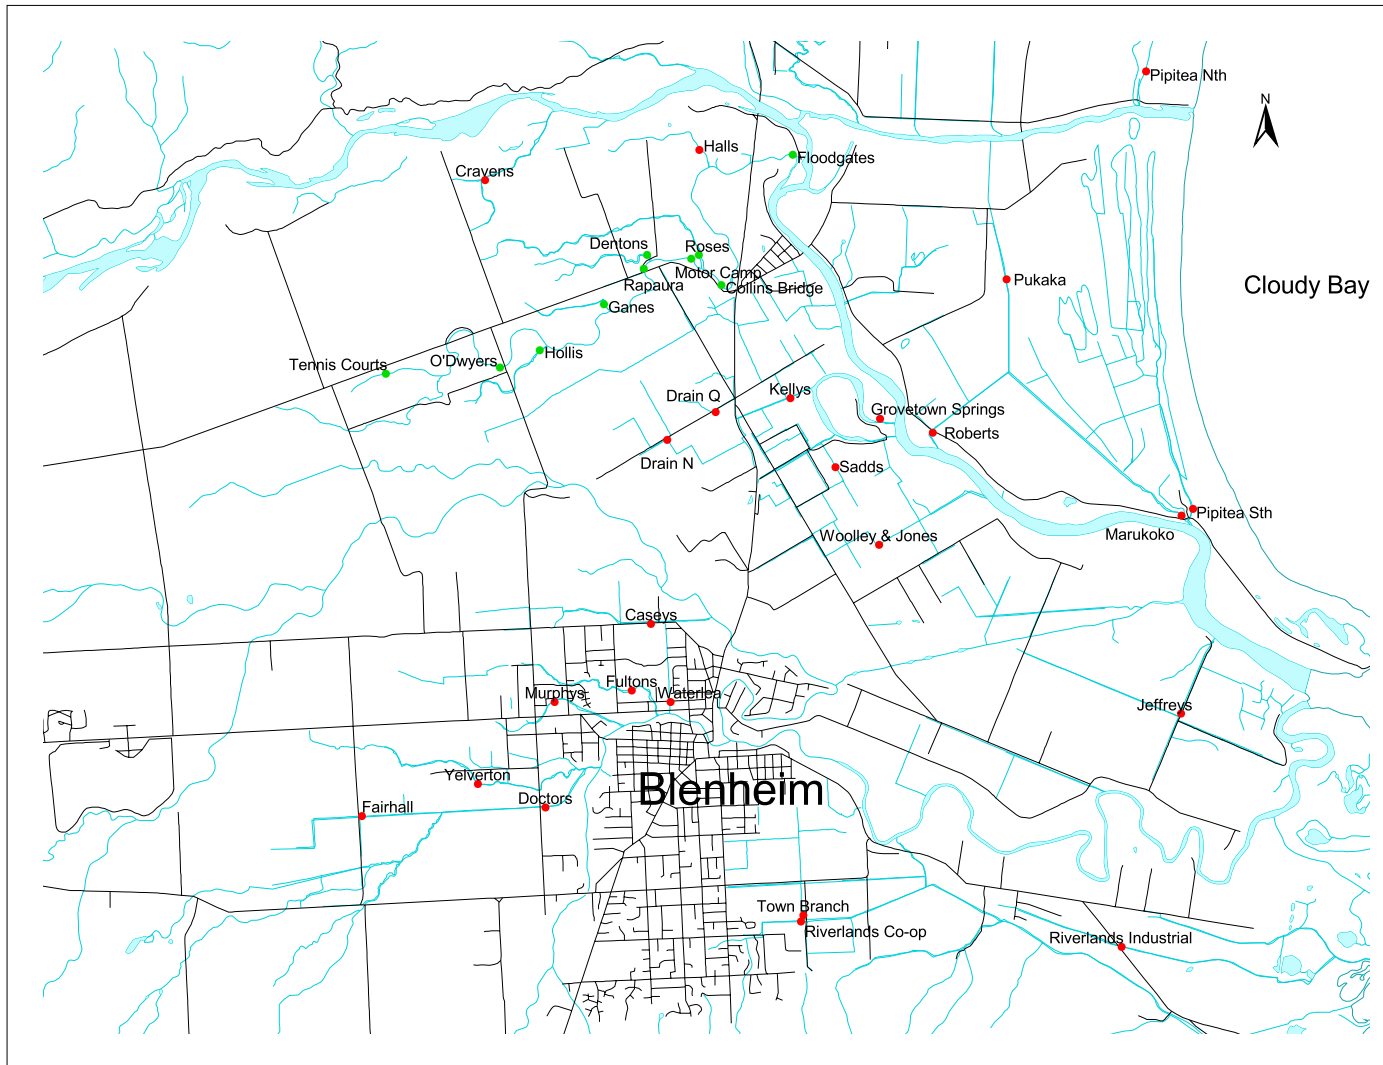 Pipitea Nth
N
Halls
Floodgates
Cravens
Dentons
Roses
Motor Camp
Rapaura
Collins Bridge
Pukaka
Cloudy Bay
Ganes
Hollis
O'Dwyers
Tennis Courts
Drain Q
Kellys
Grovetown Springs
Roberts
Drain N
Sadds
Pipitea Sth
Marukoko
Woolley & Jones
Caseys
Fultons
Murphys
Waterlea
Jeffreys
Yelverton
Blenheim
Doctors
Fairhall
Town Branch
Riverlands Co-op
Riverlands Industrial